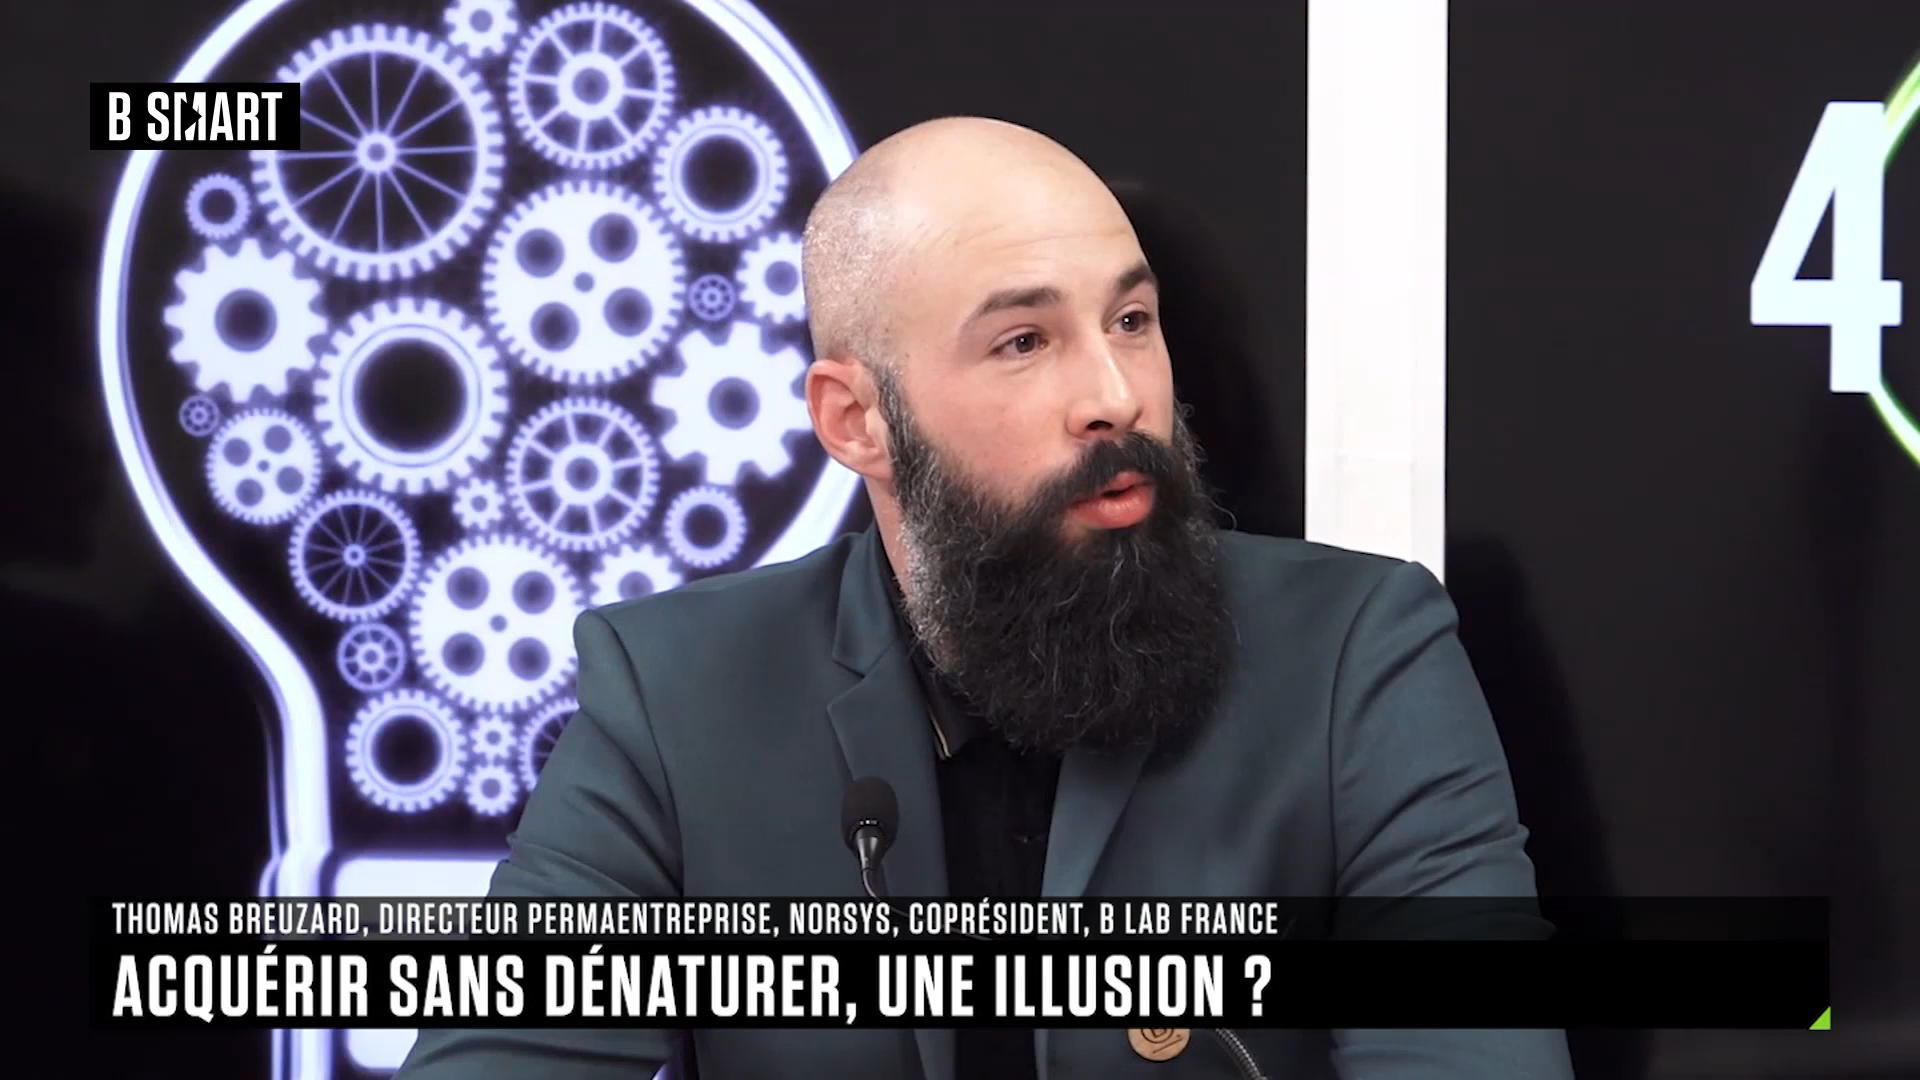 B SMART
4
THOMAS BREUZARD, DIRECTEUR PERMAENTREPRISE, NORSYS, COPRÉSIDENT, B LAB FRANCE
ACQUÉRIR SANS DÉNATURER, UNE ILLUSION ?